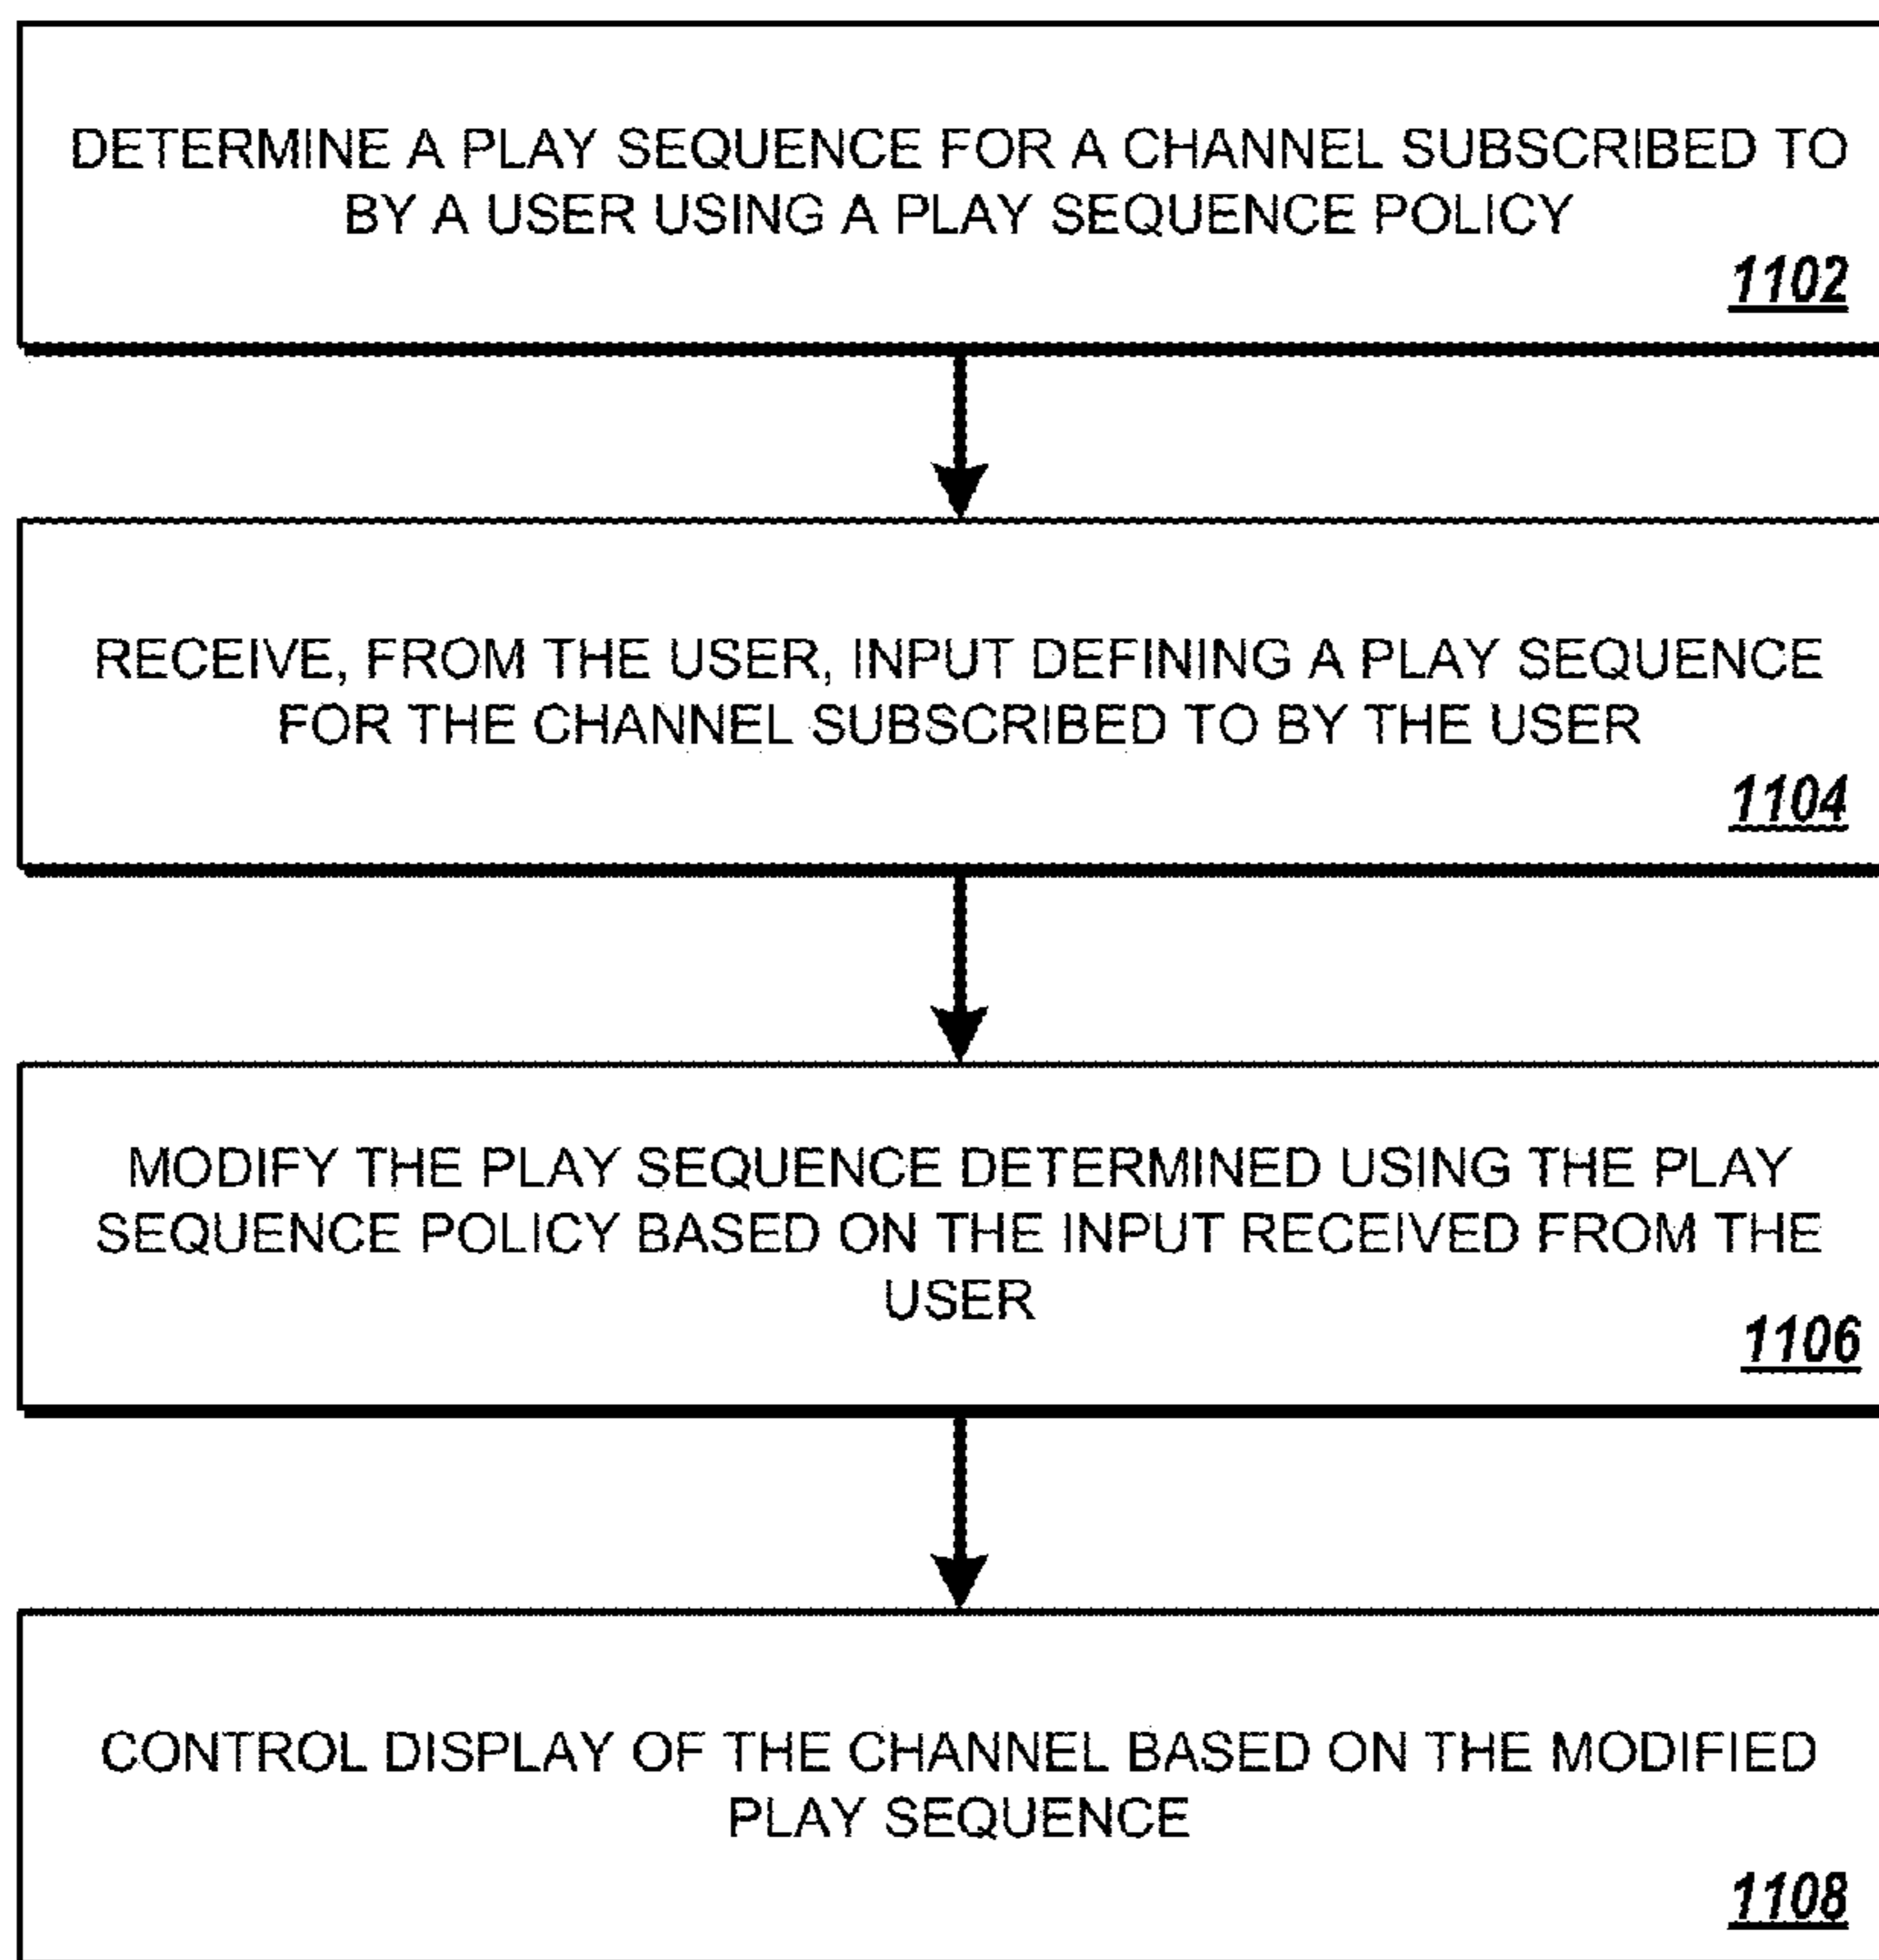 DETERMINE A PLAY SEQUENCE FOR A CHANNEL SUBSCRIBED TO
BY A USER USING A PLAY SEQUENCE POLICY
1102
RECEIVE, FROM THE USER, INPUT DEFINING A PLAY SEQUENCE
FOR THE CHANNEL SUBSCRIBED TO BY THE USER
1104
MODIFY THE PLAY SEQUENCE DETERMINED USING THE PLAY
SEQUENCE POLICY BASED ON THE INPUT RECEIVED FROM THE
USER
1106
CONTROL DISPLAY OF THE CHANNEL BASED ON THE MODIFIED
PLAY SEQUENCE
1108